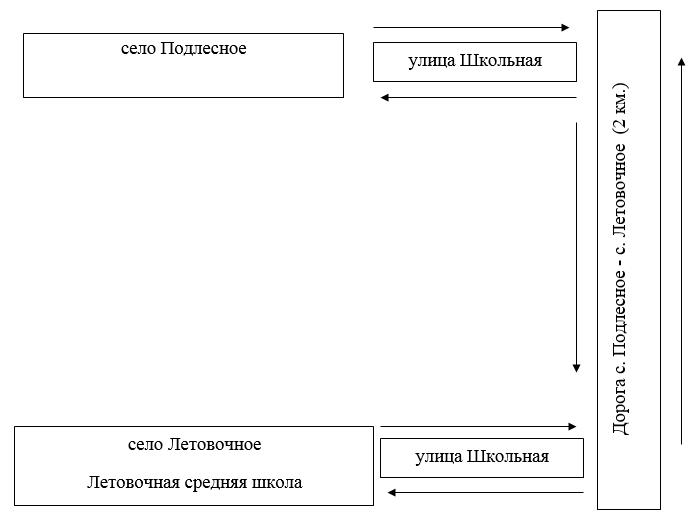 село Подлесное
улица Школьная
Дорога с. Подлесное - с. Летовочное (2 км.)
село Летовочное
Летовочная средняя школа
улица Школьная